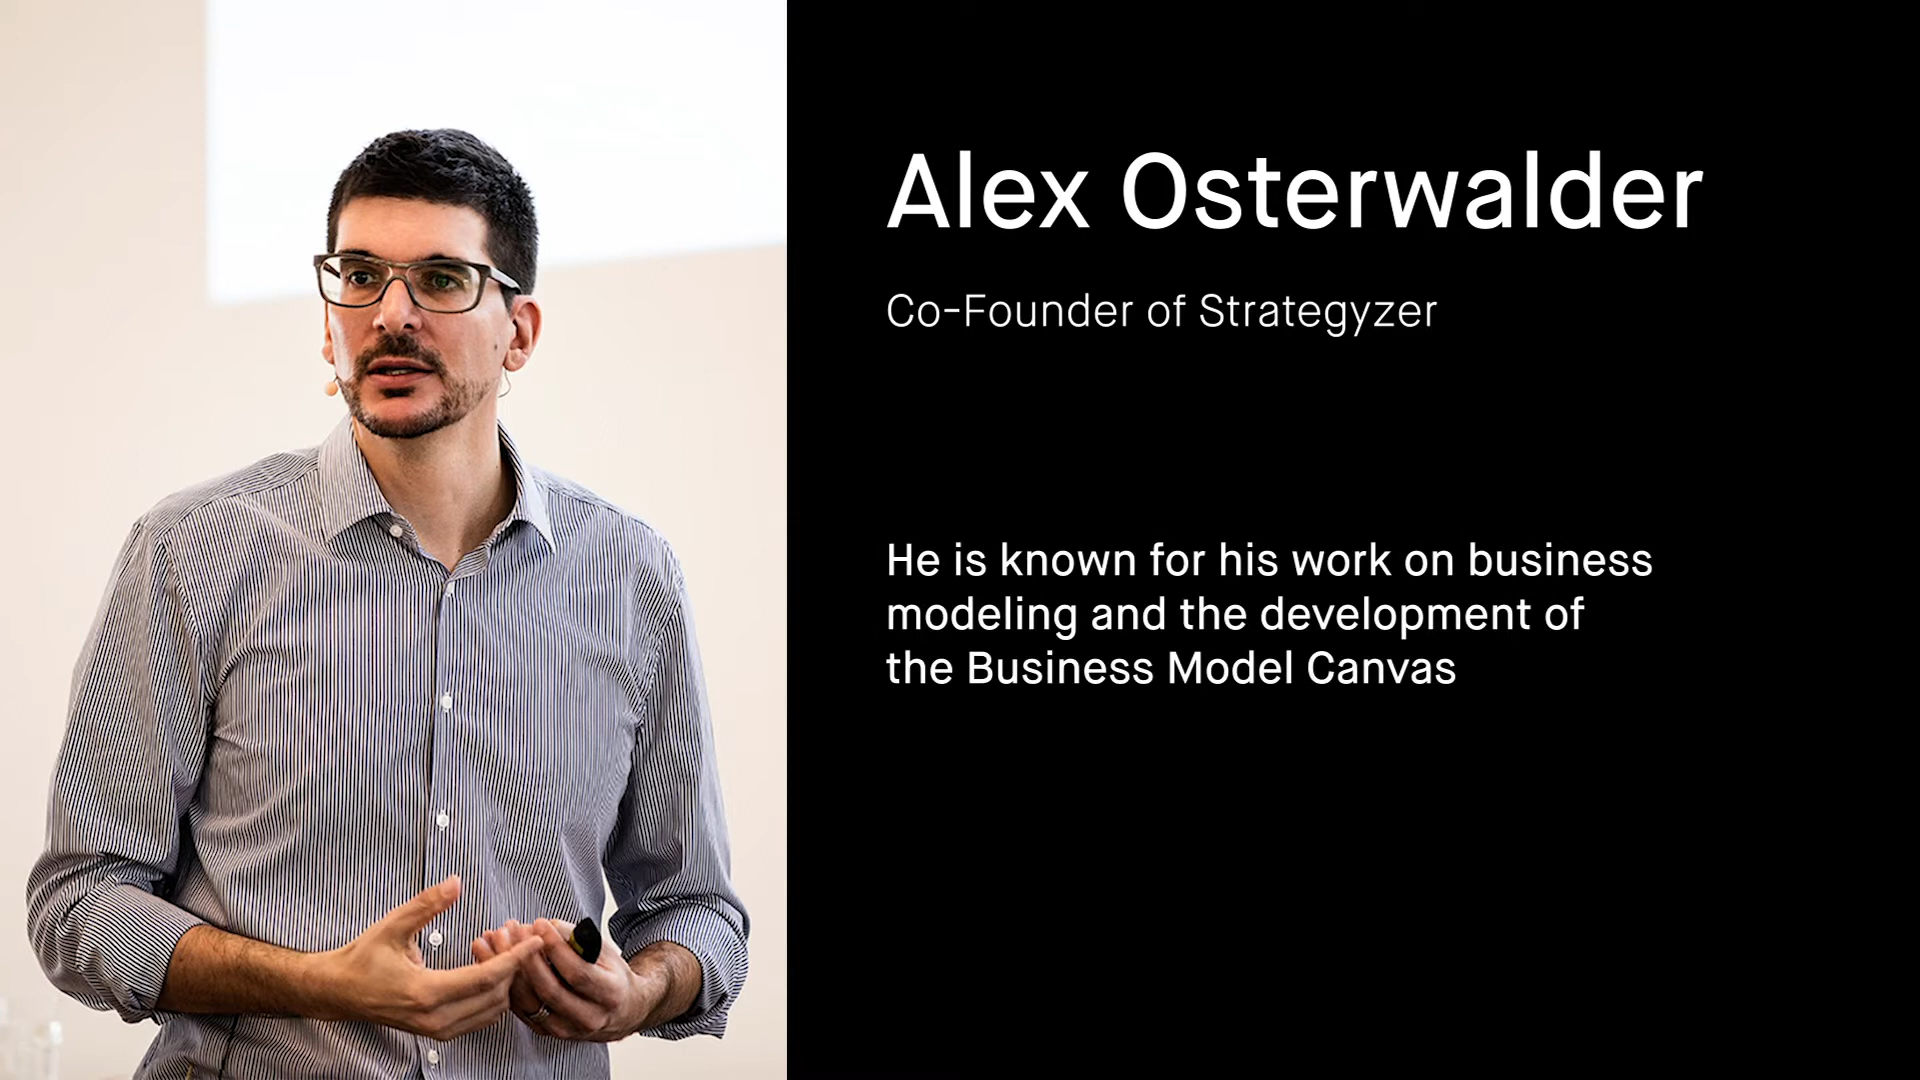 Alex Osterwalder
Co-Founder of Strategyzer
He is known for his work on business
modeling and the development of
the Business Model Canvas